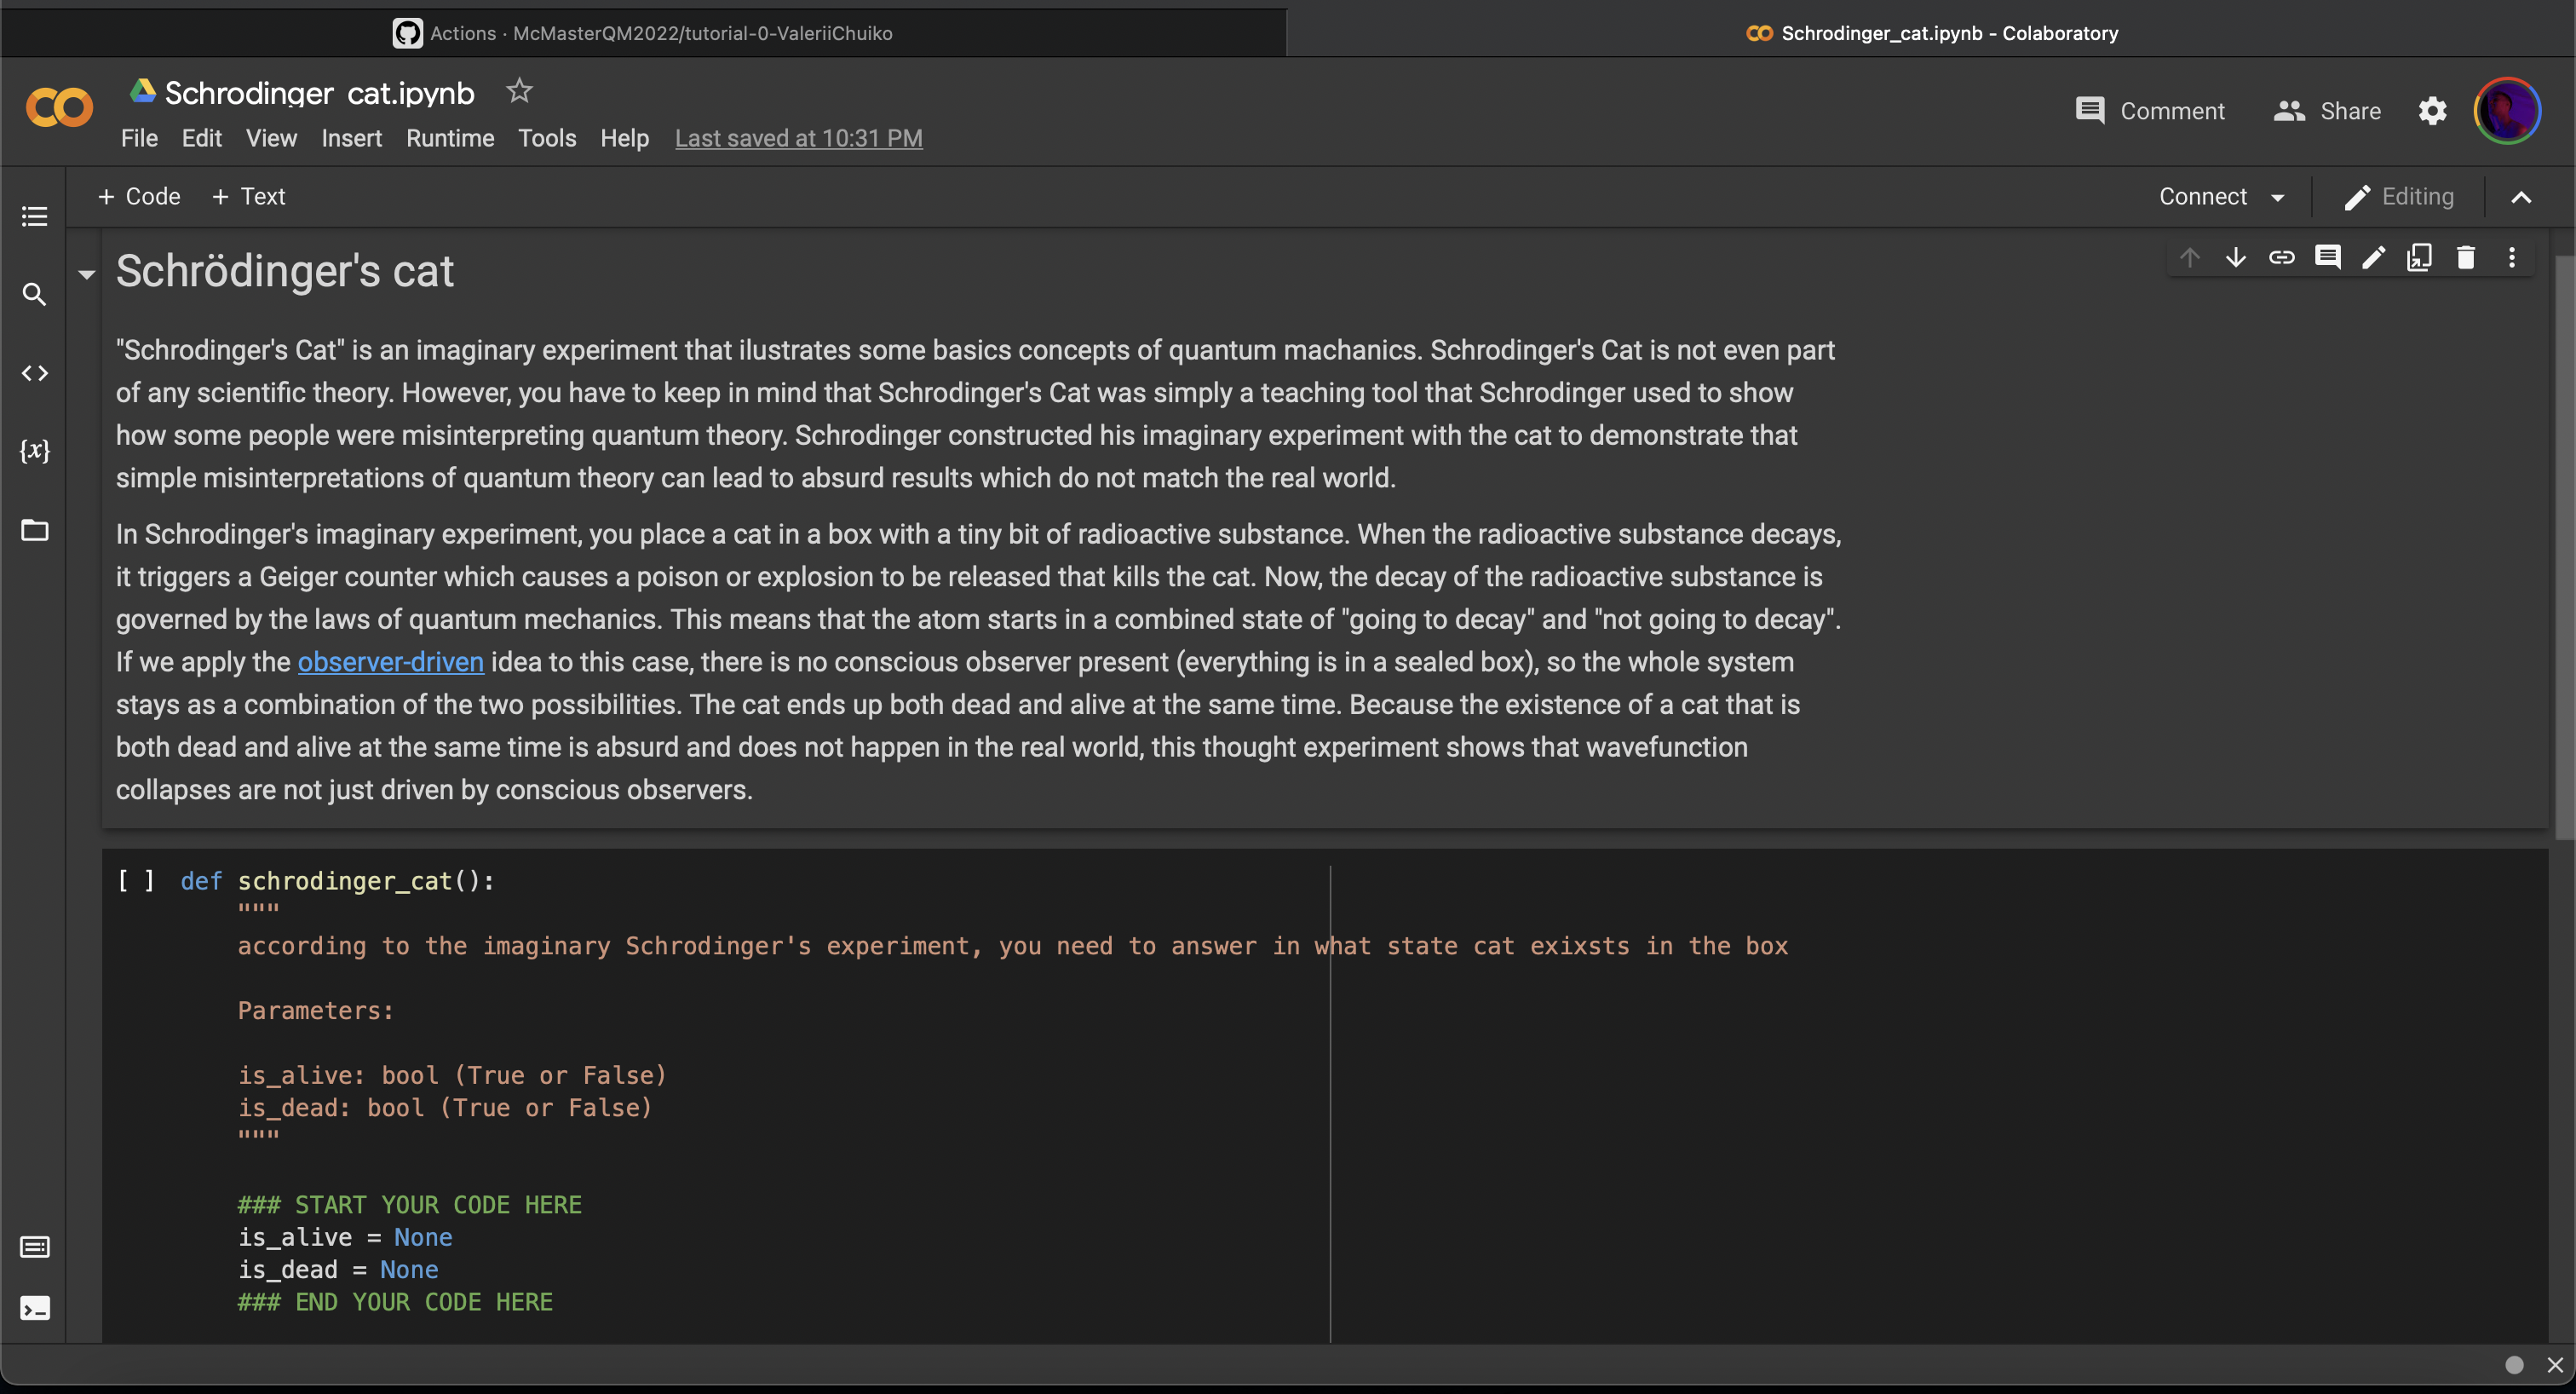 Actions · McMasterQM2022/tutorial-0-ValeriiChuiko
Schrodinger_cat.ipynb - Colaboratory
Schrodinger cat.ipynb
Comment
Share
File Edit View Insert Runtime Tools Help Last saved at 10:31 PM
+ Code + Text
Connect
Editing
Schrödinger's cat
"Schrodinger's Cat" is an imaginary experiment that ilustrates some basics concepts of quantum machanics. Schrodinger's Cat is not even part
of any scientific theory. However, you have to keep in mind that Schrodinger's Cat was simply a teaching tool that Schrodinger used to show
how some people were misinterpreting quantum theory. Schrodinger constructed his imaginary experiment with the cat to demonstrate that
simple misinterpretations of quantum theory can lead to absurd results which do not match the real world.
In Schrodinger's imaginary experiment, you place a cat in a box with a tiny bit of radioactive substance. When the radioactive substance decays,
it triggers a Geiger counter which causes a poison or explosion to be released that kills the cat. Now, the decay of the radioactive substance is
governed by the laws of quantum mechanics. This means that the atom starts in a combined state of "going to decay" and "not going to decay".
If we apply the observer-driven idea to this case, there is no conscious observer present (everything is in a sealed box), so the whole system
stays as a combination of the two possibilities. The cat ends up both dead and alive at the same time. Because the existence of a cat that is
both dead and alive at the same time is absurd and does not happen in the real world, this thought experiment shows that wavefunction
collapses are not just driven by conscious observers.
[ ] def schrodinger_cat():
"""
according to the imaginary Schrodinger's experiment, you need to answer in what state cat exixsts in the box
Parameters:
is_alive: bool (True or False)
is_dead: bool (True or False)
"""
### START YOUR CODE HERE
is_alive = None
is_dead = None
### END YOUR CODE HERE